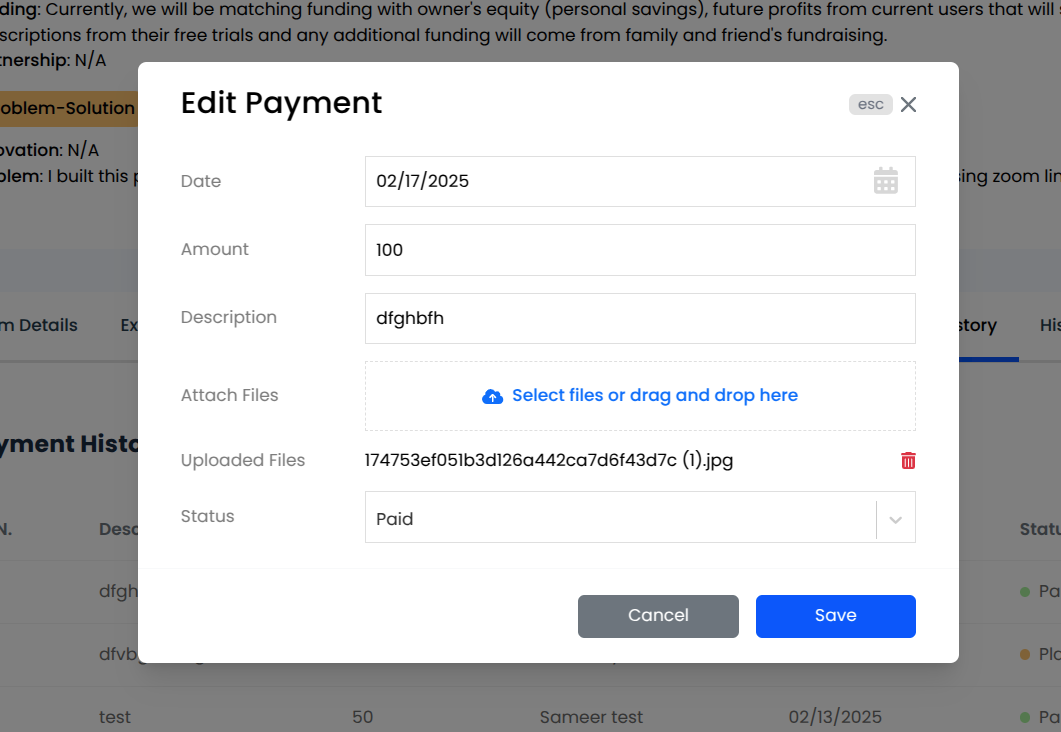 ding: Currently, we will be matching funding with owner's equity (personal savings), future profits from current users that will
scriptions from their free trials and any additional funding will come from family and friend's fundraising.
tnership: N/A
Edit Payment
esc
oblem-Solution
ovation: N/A
blem: I built this
ing zoom lin
Date
02/17/2025
Amount
100
Description
dfghbfh
m Details
Ex
story
His
Attach Files
Select files or drag and drop here
yment Histo
Uploaded Files
174753ef051b3d126a442ca7d6f43d7c (1).jpg
Status
Paid
N.
Desc
Statu
dfgh
Pa
Cancel
Save
dfvb
Pla
test
50
Sameer test
02/13/2025
Pa